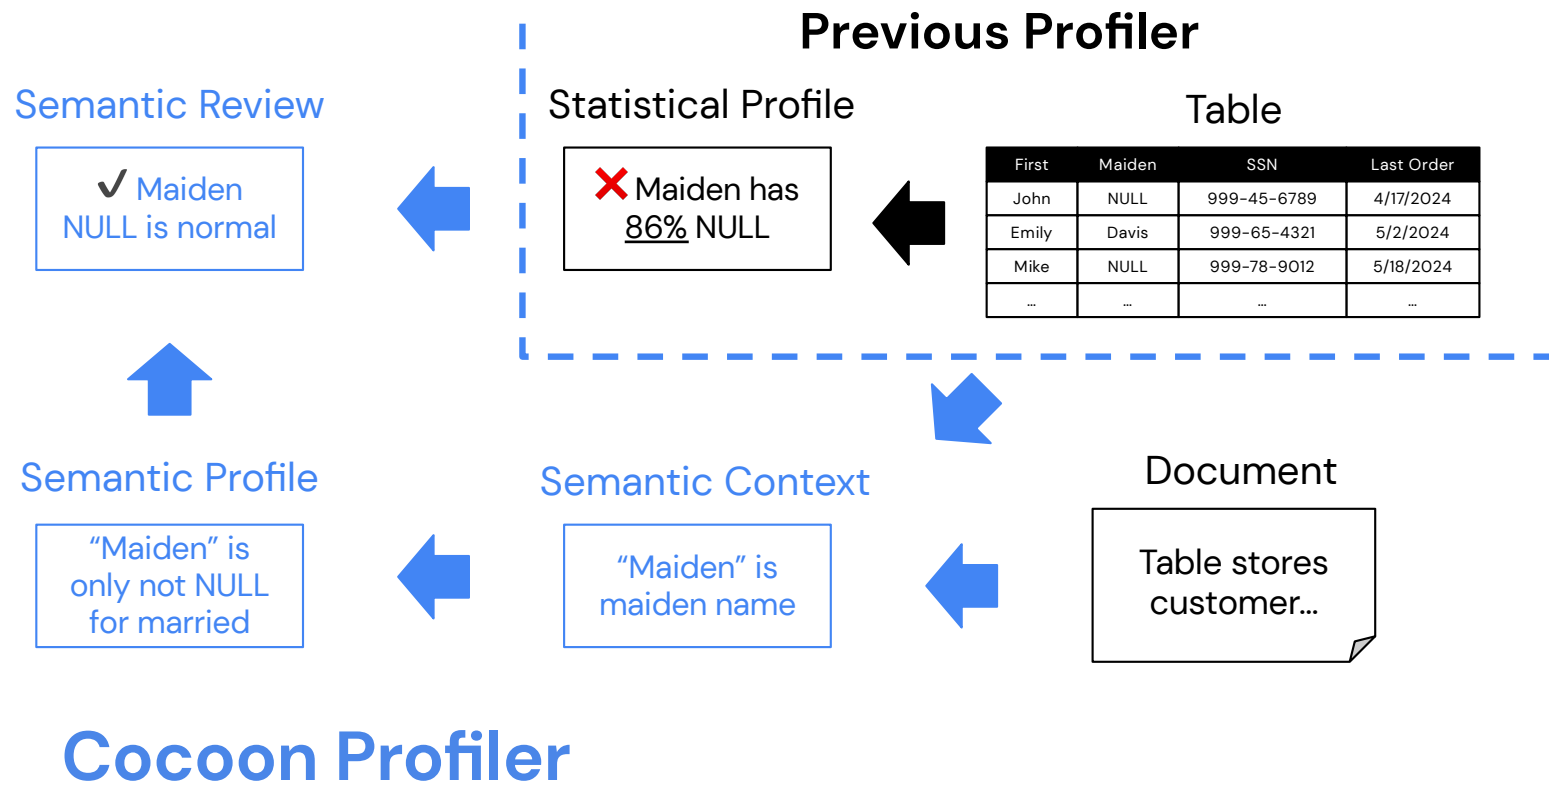 Previous Profiler
Semantic Review
✔ Maiden
NULL is normal
Statistical Profile
❌ Maiden has
86% NULL
Table
First Maiden SSN Last Order
John NULL 999-45-6789 4/17/2024
Emily Davis 999-65-4321 5/2/2024
Mike NULL 999-78-9012 5/18/2024
... ... ... ...
Semantic Profile
“Maiden” is
only not NULL
for married
Semantic Context
“Maiden” is
maiden name
Document
Table stores
customer...
Cocoon Profiler